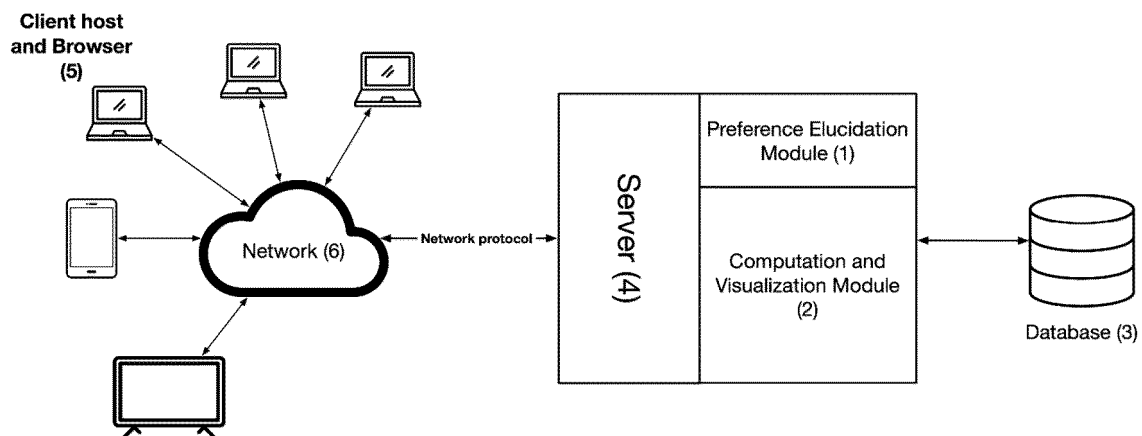 Client host
and Browser
(5)
Network (6)
Network protocol
Server (4)
Preference Elucidation
Module (1)
Computation and
Visualization Module
(2)
Database (3)